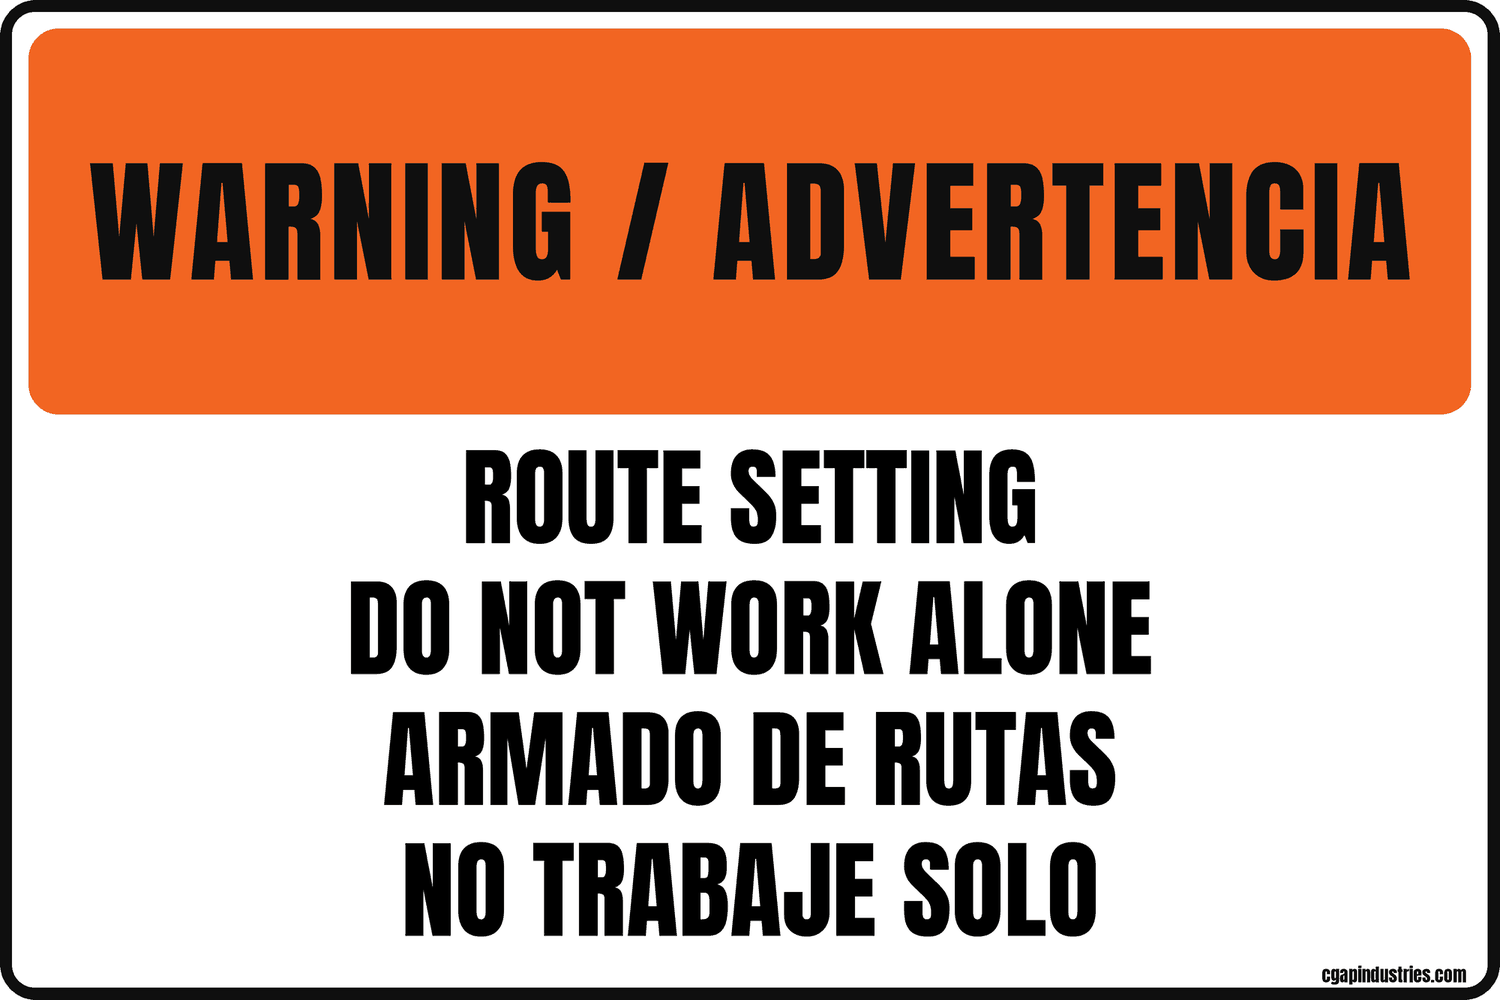 WARNING / ADVERTENCIA
ROUTE SETTING
DO NOT WORK ALONE
ARMADO DE RUTAS
NO TRABAJE SOLO
cgapindustries.com